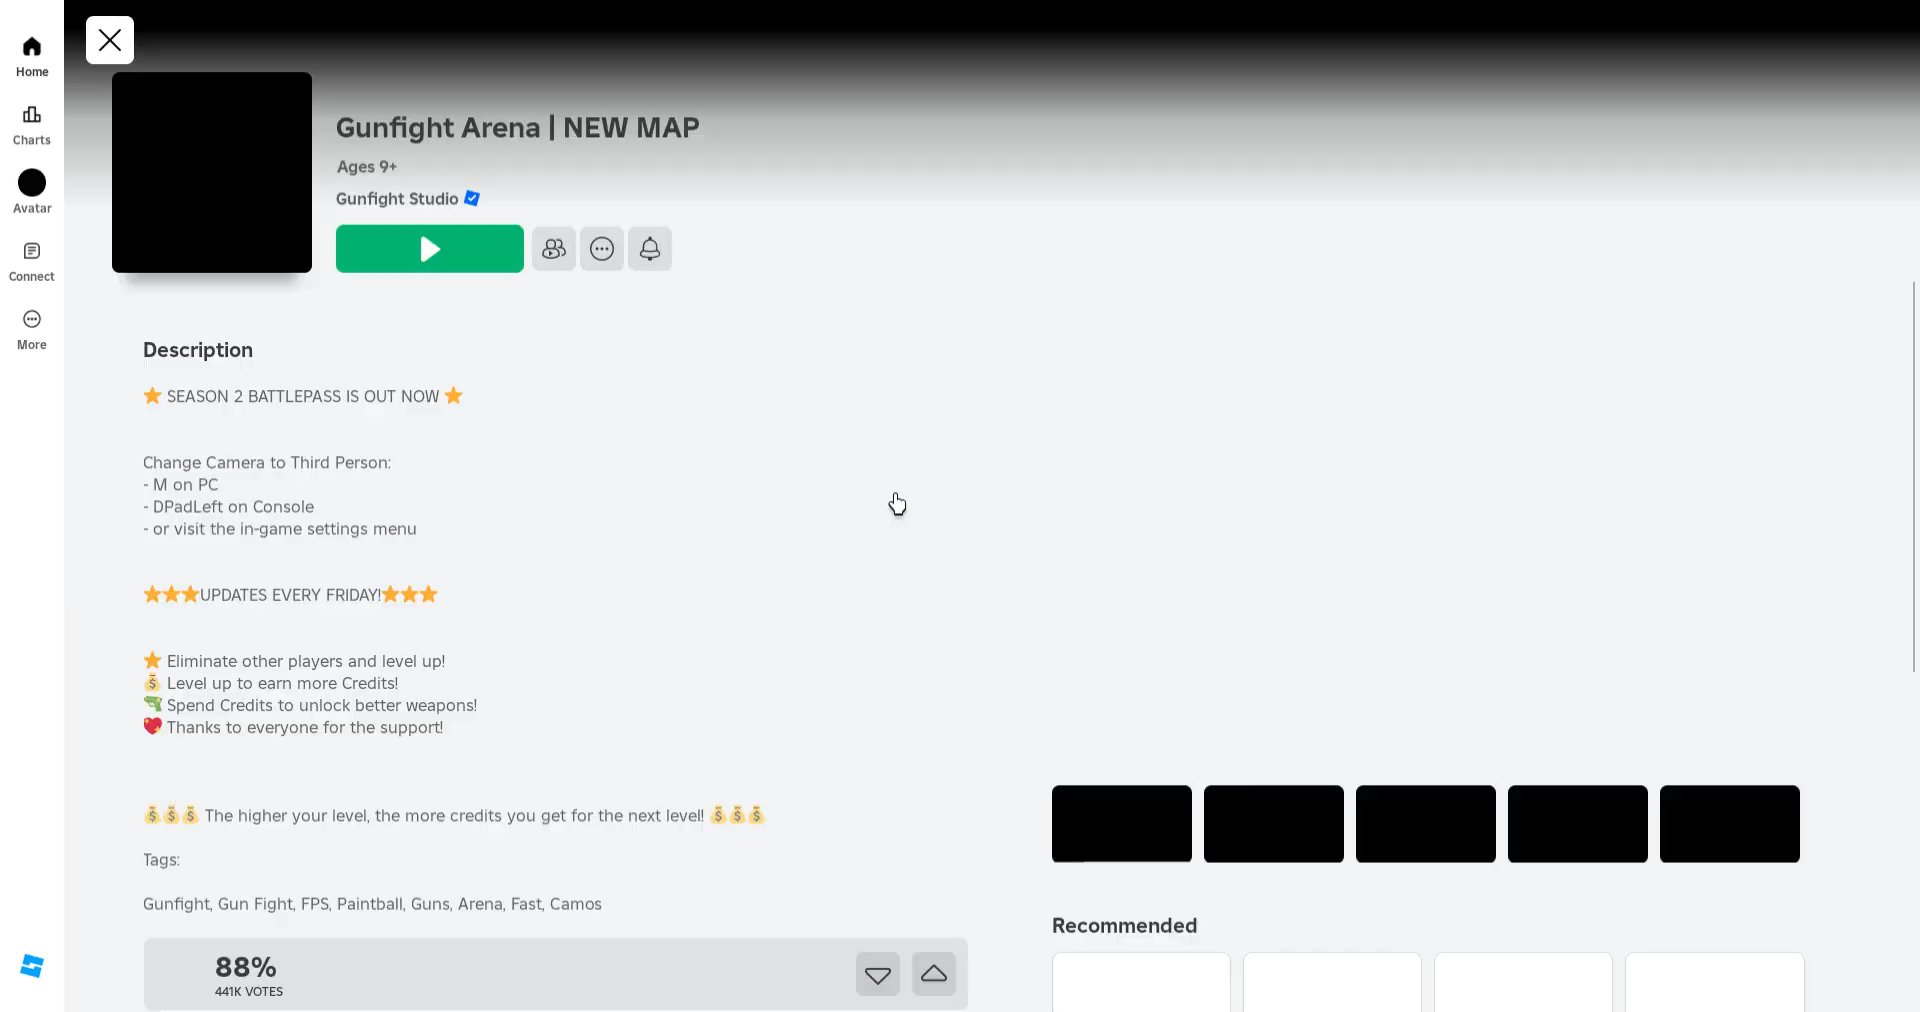 Home
Charts
Avatar
Connect
More
Gunfight Arena | NEW MAP
Ages 9+
Gunfight Studio
Description
⭐ SEASON 2 BATTLEPASS IS OUT NOW ⭐
Change Camera to Third Person:
- M on PC
- DPadLeft on Console
- or visit the in-game settings menu
⭐⭐⭐UPDATES EVERY FRIDAY!⭐⭐⭐
⭐ Eliminate other players and level up!
💰 Level up to earn more Credits!
🔫 Spend Credits to unlock better weapons!
💖 Thanks to everyone for the support!
💰💰💰 The higher your level, the more credits you get for the next level! 💰💰💰
Tags:
Gunfight, Gun Fight, FPS, Paintball, Guns, Arena, Fast, Camos
88%
441K VOTES
Recommended